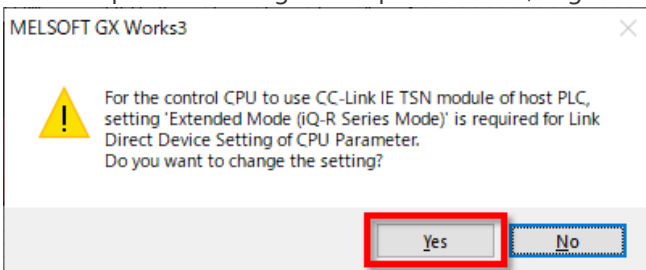 MELSOFT GX Works3
For the control CPU to use CC-Link IE TSN module of host PLC,
setting 'Extended Mode (iQ-R Series Mode)' is required for Link
Direct Device Setting of CPU Parameter.
Do you want to change the setting?
Yes No